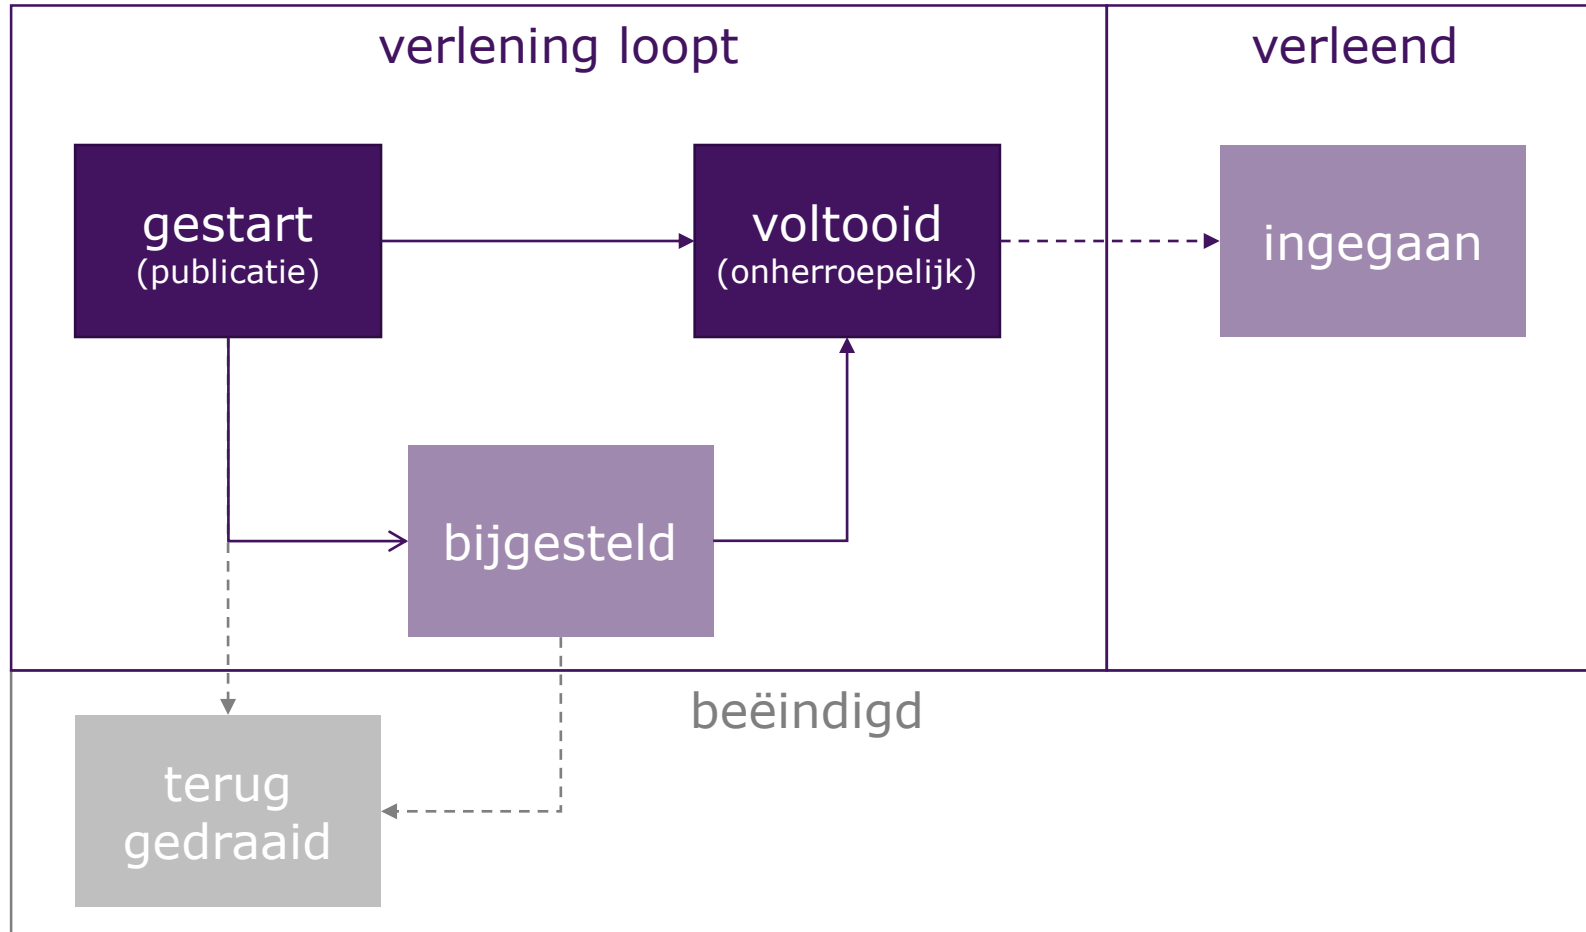 verlening loopt
verleend
gestart
(publicatie)
voltooid
(onherroepelijk)
ingegaan
bijgesteld
beëindigd
terug
gedraaid